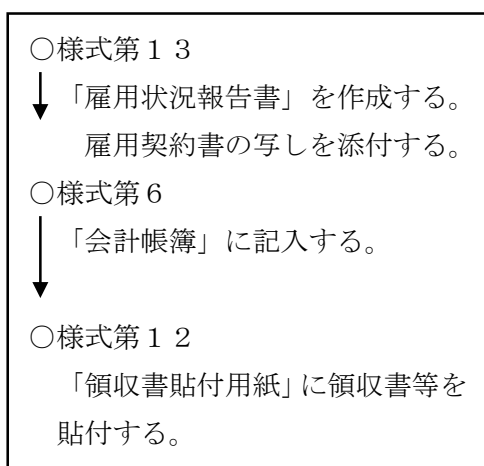 ○様式第１３
「雇用状況報告書」を作成する。
雇用契約書の写しを添付する。
○様式第６
「会計帳簿」に記入する。
○様式第１２
「領収書貼付用紙」に領収書等を
貼付する。